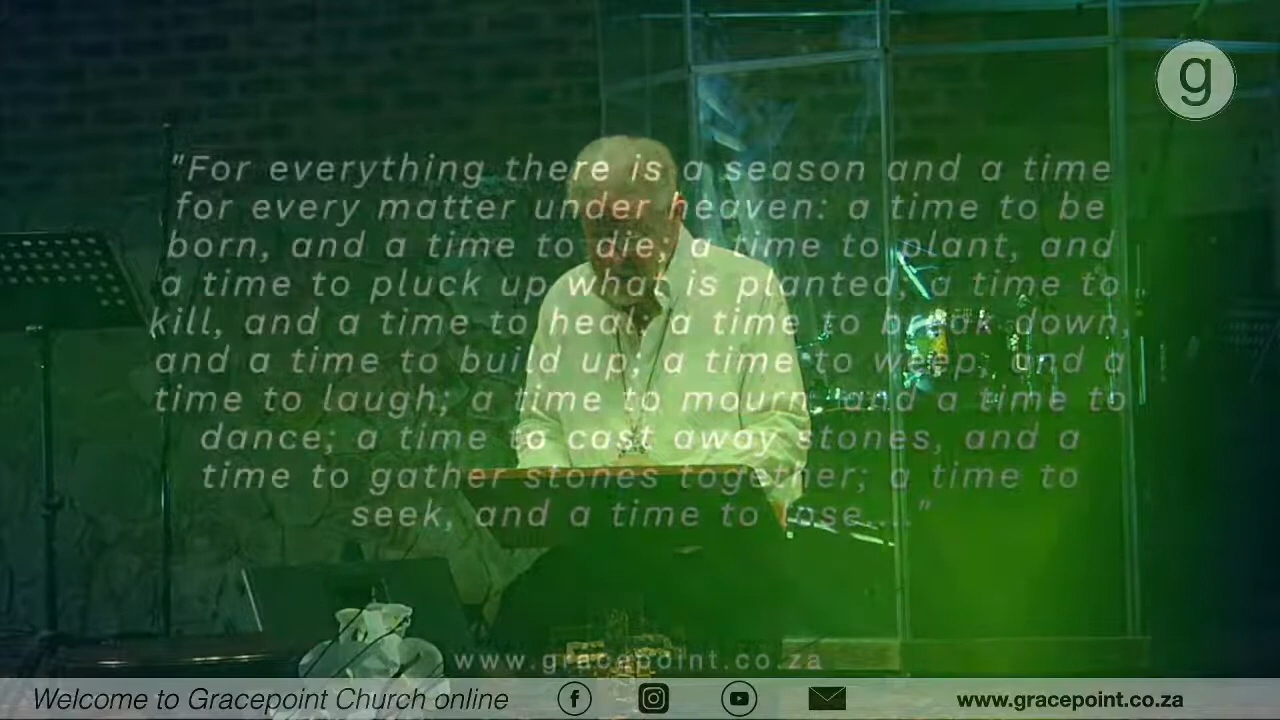 g
"For everything there is a season and a time
for every matter under heaven: a time to be
born, and a time to die; a time to plant, and
a time to pluck up what is planted; a time to
kill, and a time to heal; a time to break down,
and a time to build up; a time to weep, and a
time to laugh; a time to mourn, and a time to
dance; a time to cast away stones, and a
time to gather stones together; a time to
seek, and a time to lose ..."
www.gracepoint.co.za
Welcome to Gracepoint Church online
www.gracepoint.co.za